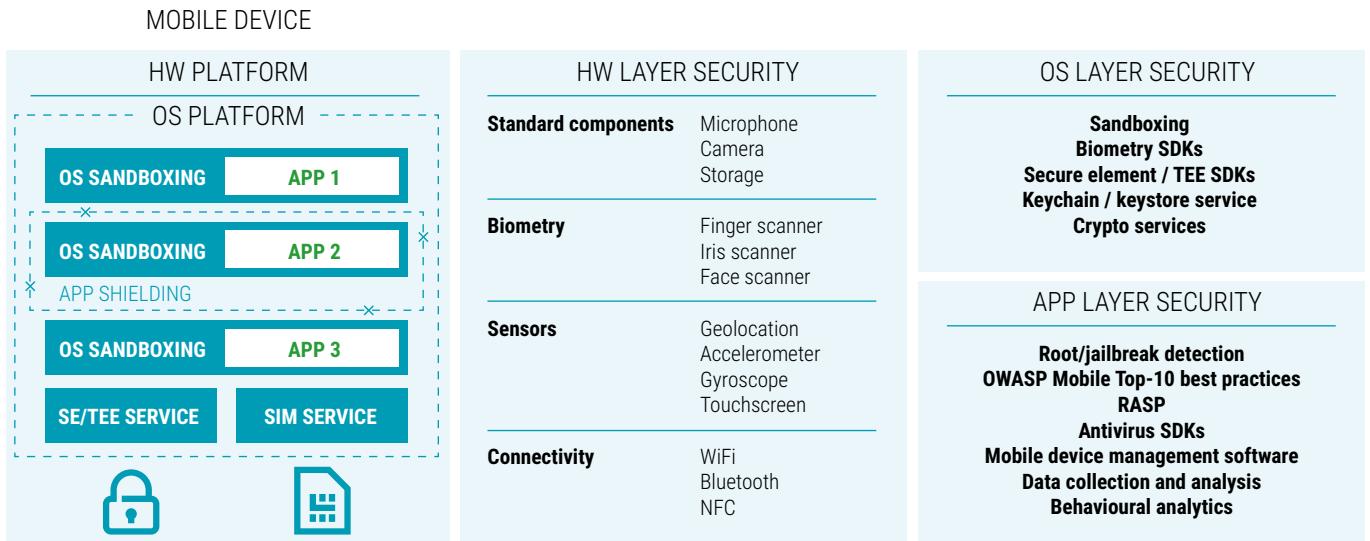 MOBILE DEVICE
HW PLATFORM
OS PLATFORM
OS SANDBOXING APP 1
OS SANDBOXING APP 2
APP SHIELDING
OS SANDBOXING APP 3
SE/TEE SERVICE SIM SERVICE
HW LAYER SECURITY
Standard components Microphone
Camera
Storage
Biometry Finger scanner
Iris scanner
Face scanner
Sensors Geolocation
Accelerometer
Gyroscope
Touchscreen
Connectivity WiFi
Bluetooth
NFC
OS LAYER SECURITY
Sandboxing
Biometry SDKs
Secure element / TEE SDKs
Keychain / keystore service
Crypto services
APP LAYER SECURITY
Root/jailbreak detection
OWASP Mobile Top-10 best practices
RASP
Antivirus SDKs
Mobile device management software
Data collection and analysis
Behavioural analytics